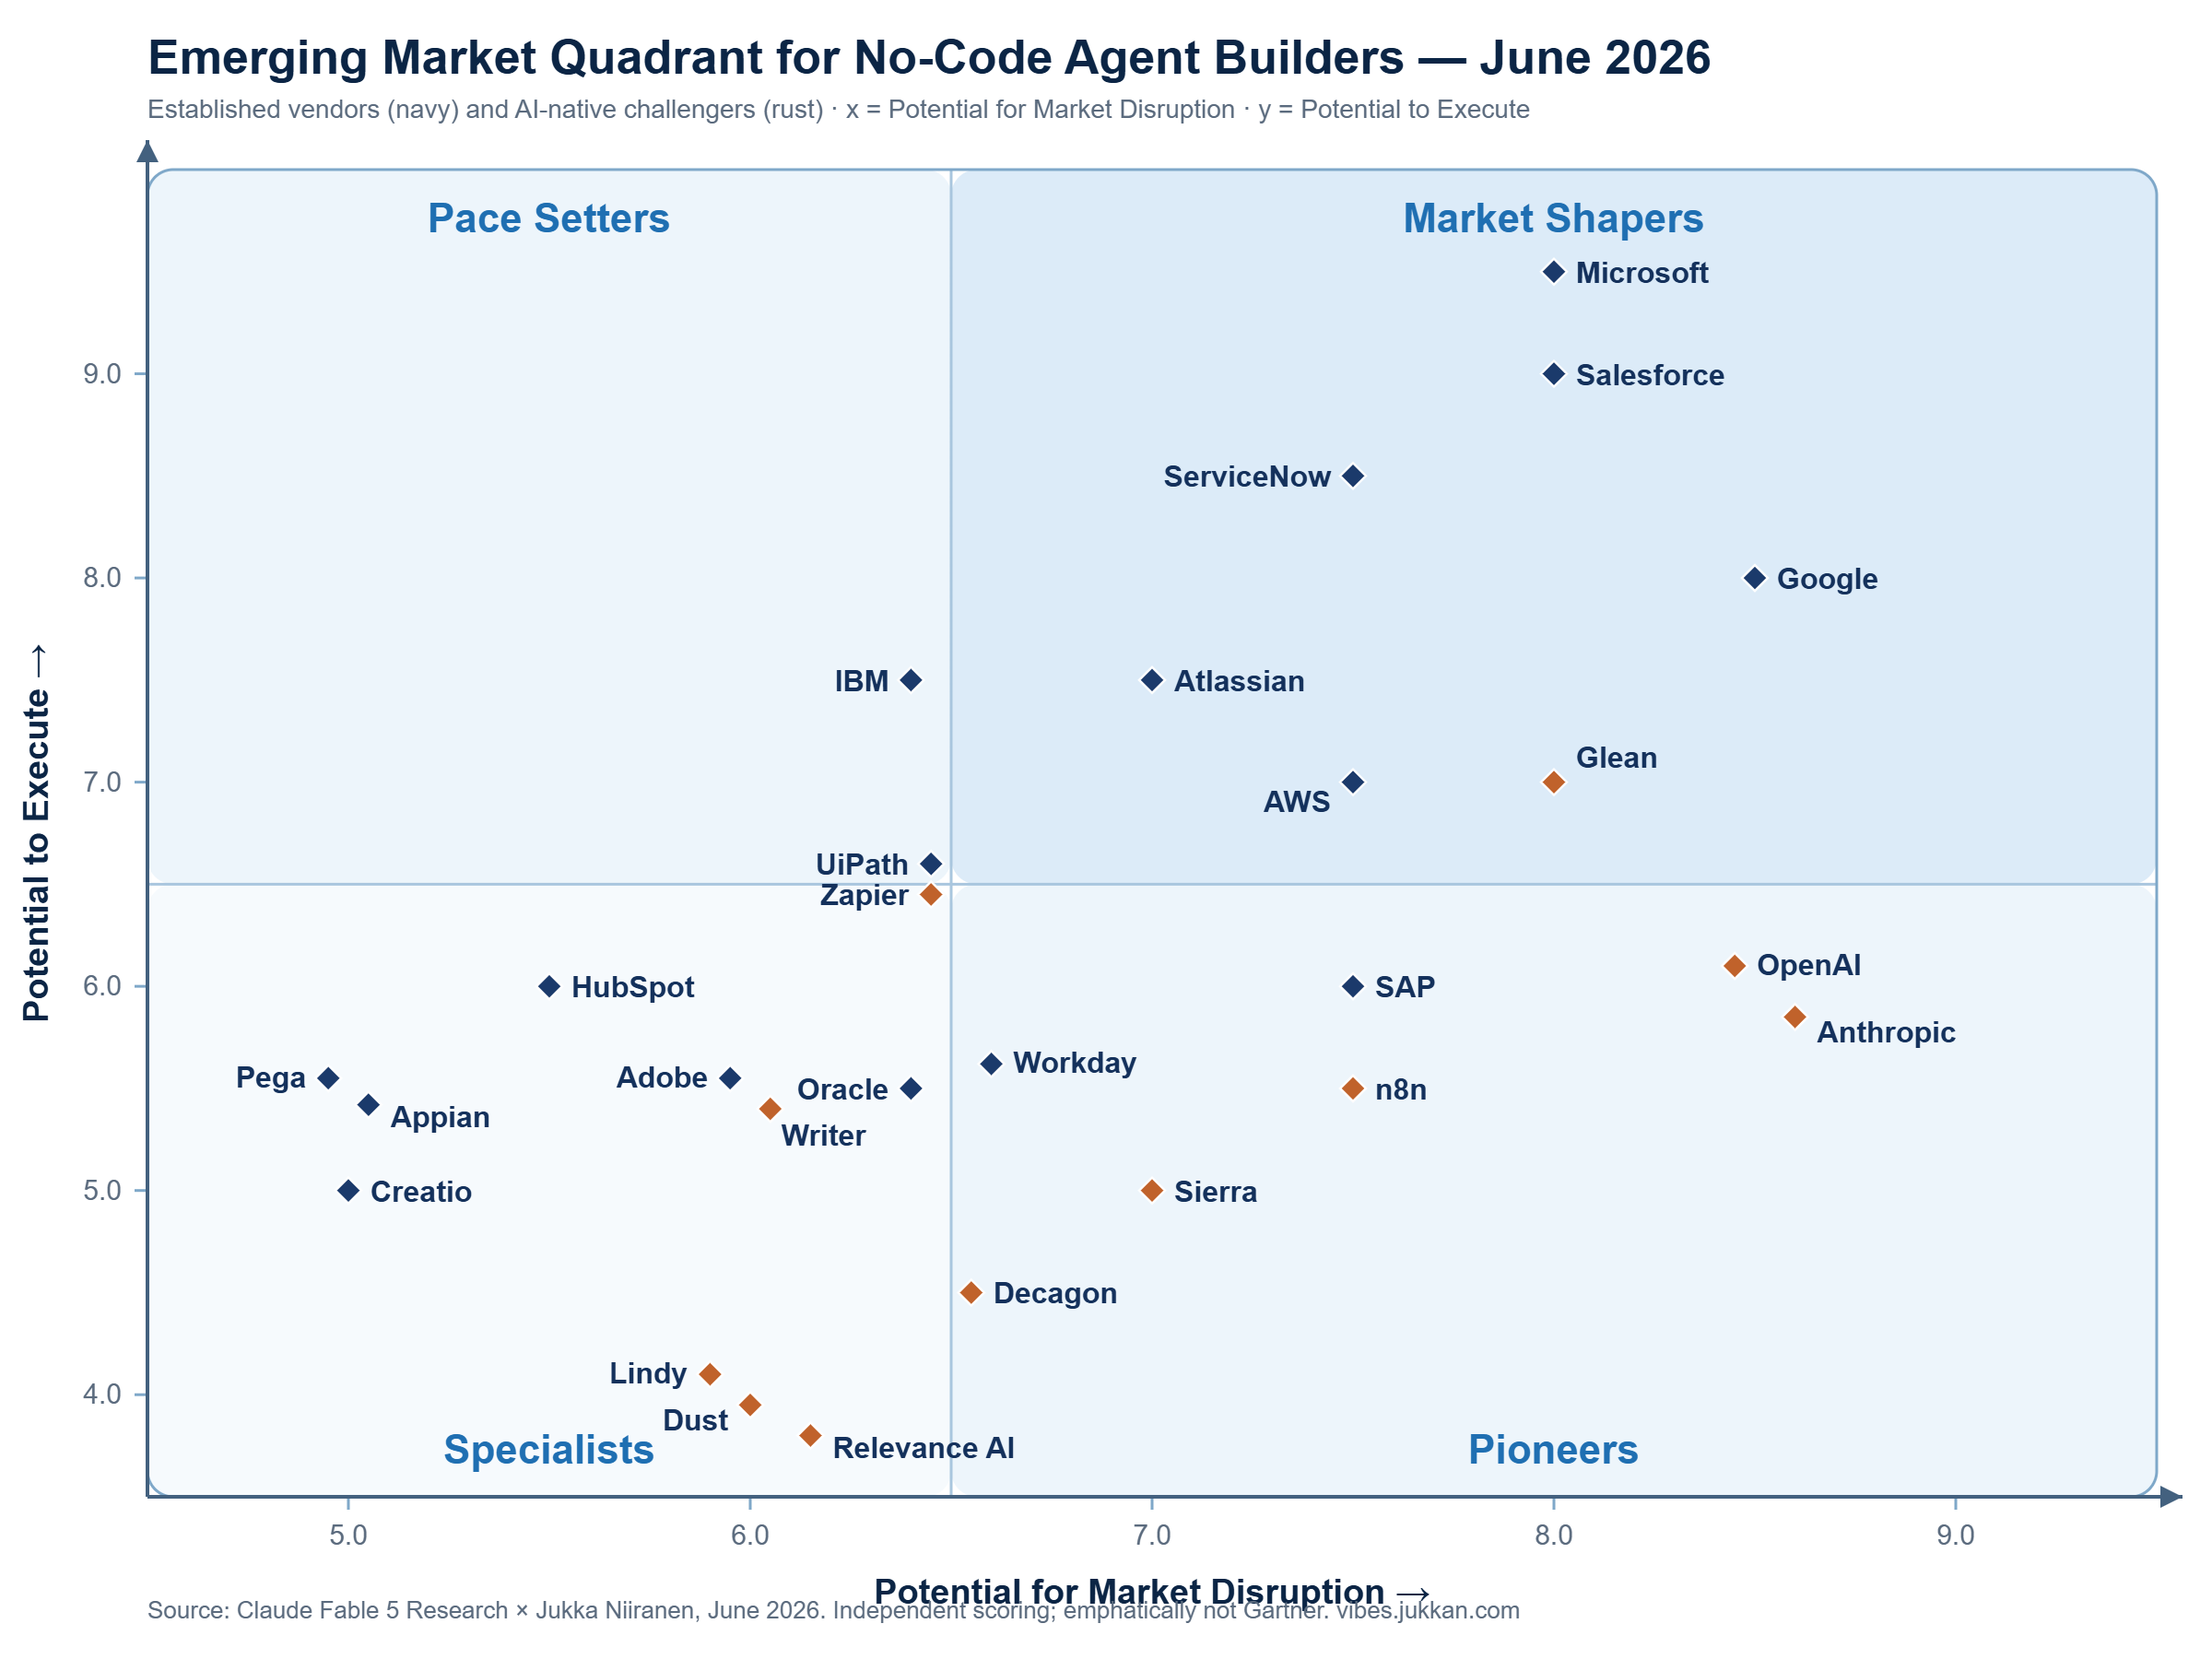 Emerging Market Quadrant for No-Code Agent Builders — June 2026
Established vendors (navy) and AI-native challengers (rust) · x = Potential for Market Disruption · y = Potential to Execute
Pace Setters
Market Shapers
Microsoft
9.0
Salesforce
ServiceNow
8.0
Google
Potential to Execute →
IBM
Atlassian
Glean
7.0
AWS
UiPath
Zapier
OpenAI
6.0
HubSpot
SAP
Anthropic
Workday
Pega
Adobe
Oracle
n8n
Appian
Writer
5.0
Creatio
Sierra
Decagon
Lindy
4.0
Dust
Relevance AI
Specialists
Pioneers
5.0
6.0
7.0
8.0
9.0
Potential for Market Disruption →
Source: Claude Fable 5 Research × Jukka Niiranen, June 2026. Independent scoring; emphatically not Gartner. vibes.jukkan.com